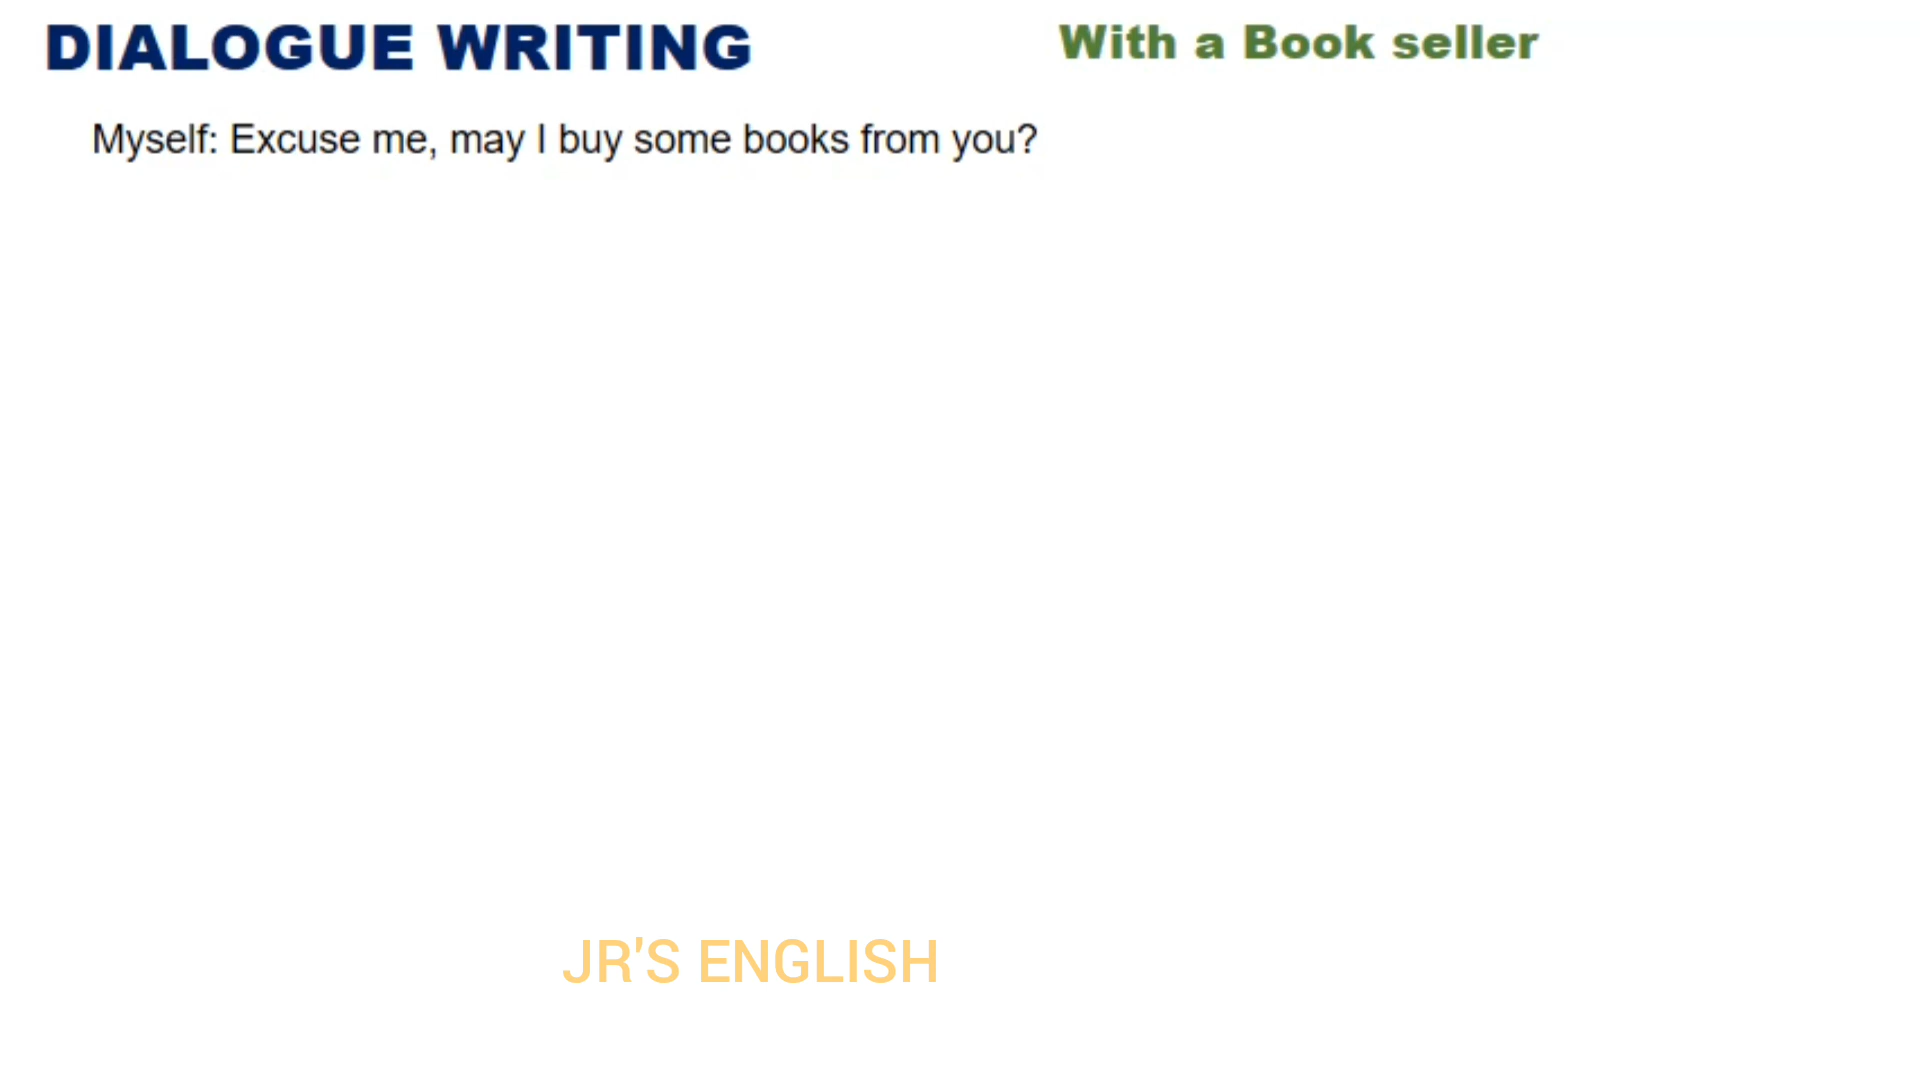 DIALOGUE WRITING
With a Book seller
Myself: Excuse me, may I buy some books from you?
JR'S ENGLISH